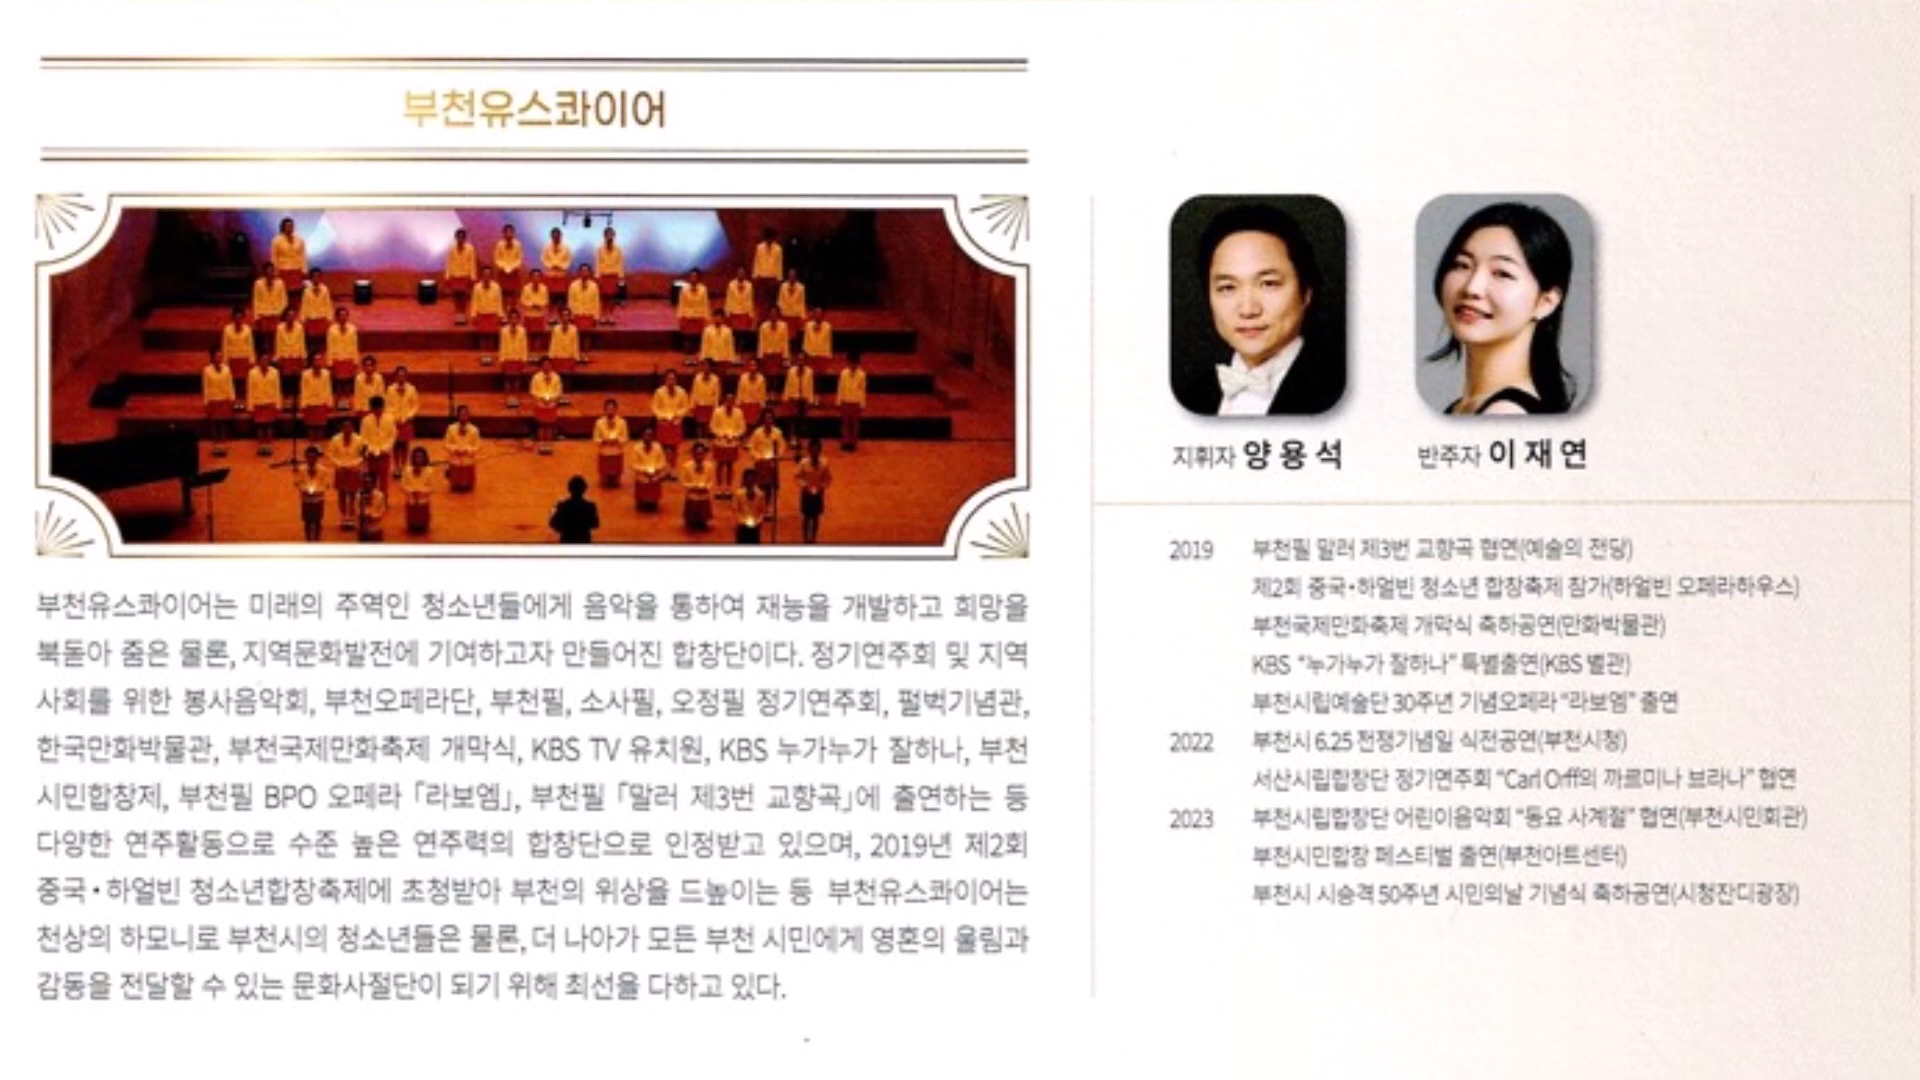 부천유스콰이어
부천유스콰이어는 미래의 주역인 청소년들에게 음악을 통하여 재능을 개발하고 희망을
북돋아 줌은 물론, 지역문화발전에 기여하고자 만들어진 합창단이다. 정기연주회 및 지역
사회를 위한 봉사음악회, 부천오페라단, 부천필, 소사필, 오정필 정기연주회, 펄벅기념관,
한국만화박물관, 부천국제만화축제 개막식, KBS TV 유치원, KBS 누가누가 잘하나, 부천
시민합창제, 부천필 BPO 오페라 「라보엠」, 부천필 「말러 제3번 교향곡」에 출연하는 등
다양한 연주활동으로 수준 높은 연주력의 합창단으로 인정받고 있으며, 2019년 제2회
중국·하얼빈 청소년합창축제에 초청받아 부천의 위상을 드높이는 등 부천유스콰이어는
천상의 하모니로 부천시의 청소년들은 물론, 더 나아가 모든 부천 시민에게 영혼의 울림과
감동을 전달할 수 있는 문화사절단이 되기 위해 최선을 다하고 있다.
지휘자 양용석
반주자 이재연
2019 부천필 말러 제3번 교향곡 협연(예술의 전당)
제2회 중국·하얼빈 청소년 합창축제 참가(하얼빈 오페라하우스)
부천국제만화축제 개막식 축하공연(만화박물관)
KBS “누가누가 잘하나” 특별출연(KBS 별관)
부천시립예술단 30주년 기념오페라 “라보엠” 출연
2022 부천시 6.25 전쟁기념일 식전공연(부천시청)
서산시립합창단 정기연주회 “Carl Orff의 까르미나 브라나” 협연
2023 부천시립합창단 어린이음악회 “동요 사계절” 협연(부천시민회관)
부천시민합창 페스티벌 출연(부천아트센터)
부천시 시승격 50주년 시민의날 기념식 축하공연(시청잔디광장)